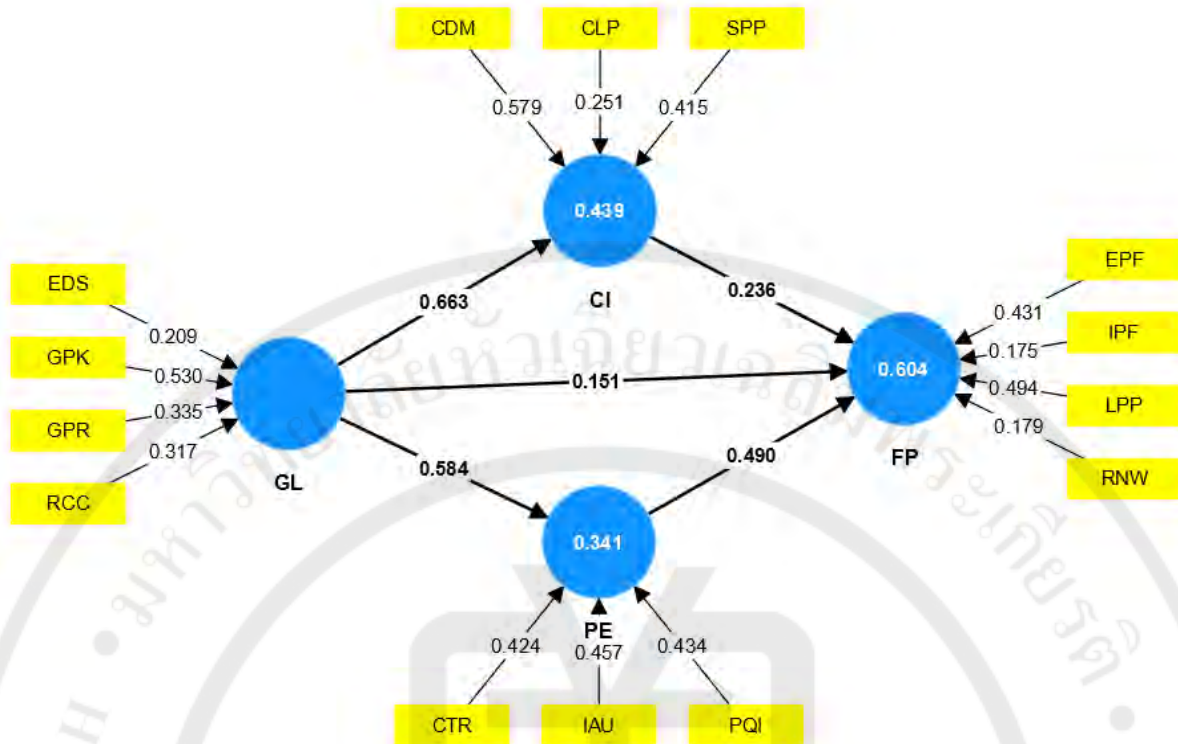 CDM CLP SPP
0.579 0.251 0.415
0.439
CI
EDS
GPK
GPR
RCC
0.209
0.530
0.335
0.317
GL
0.663
0.151
0.584
0.236
0.490
0.604
FP
EPF
IPF
LPP
RNW
0.431
0.175
0.494
0.179
0.341
PE
0.424 0.457 0.434
CTR IAU PQI